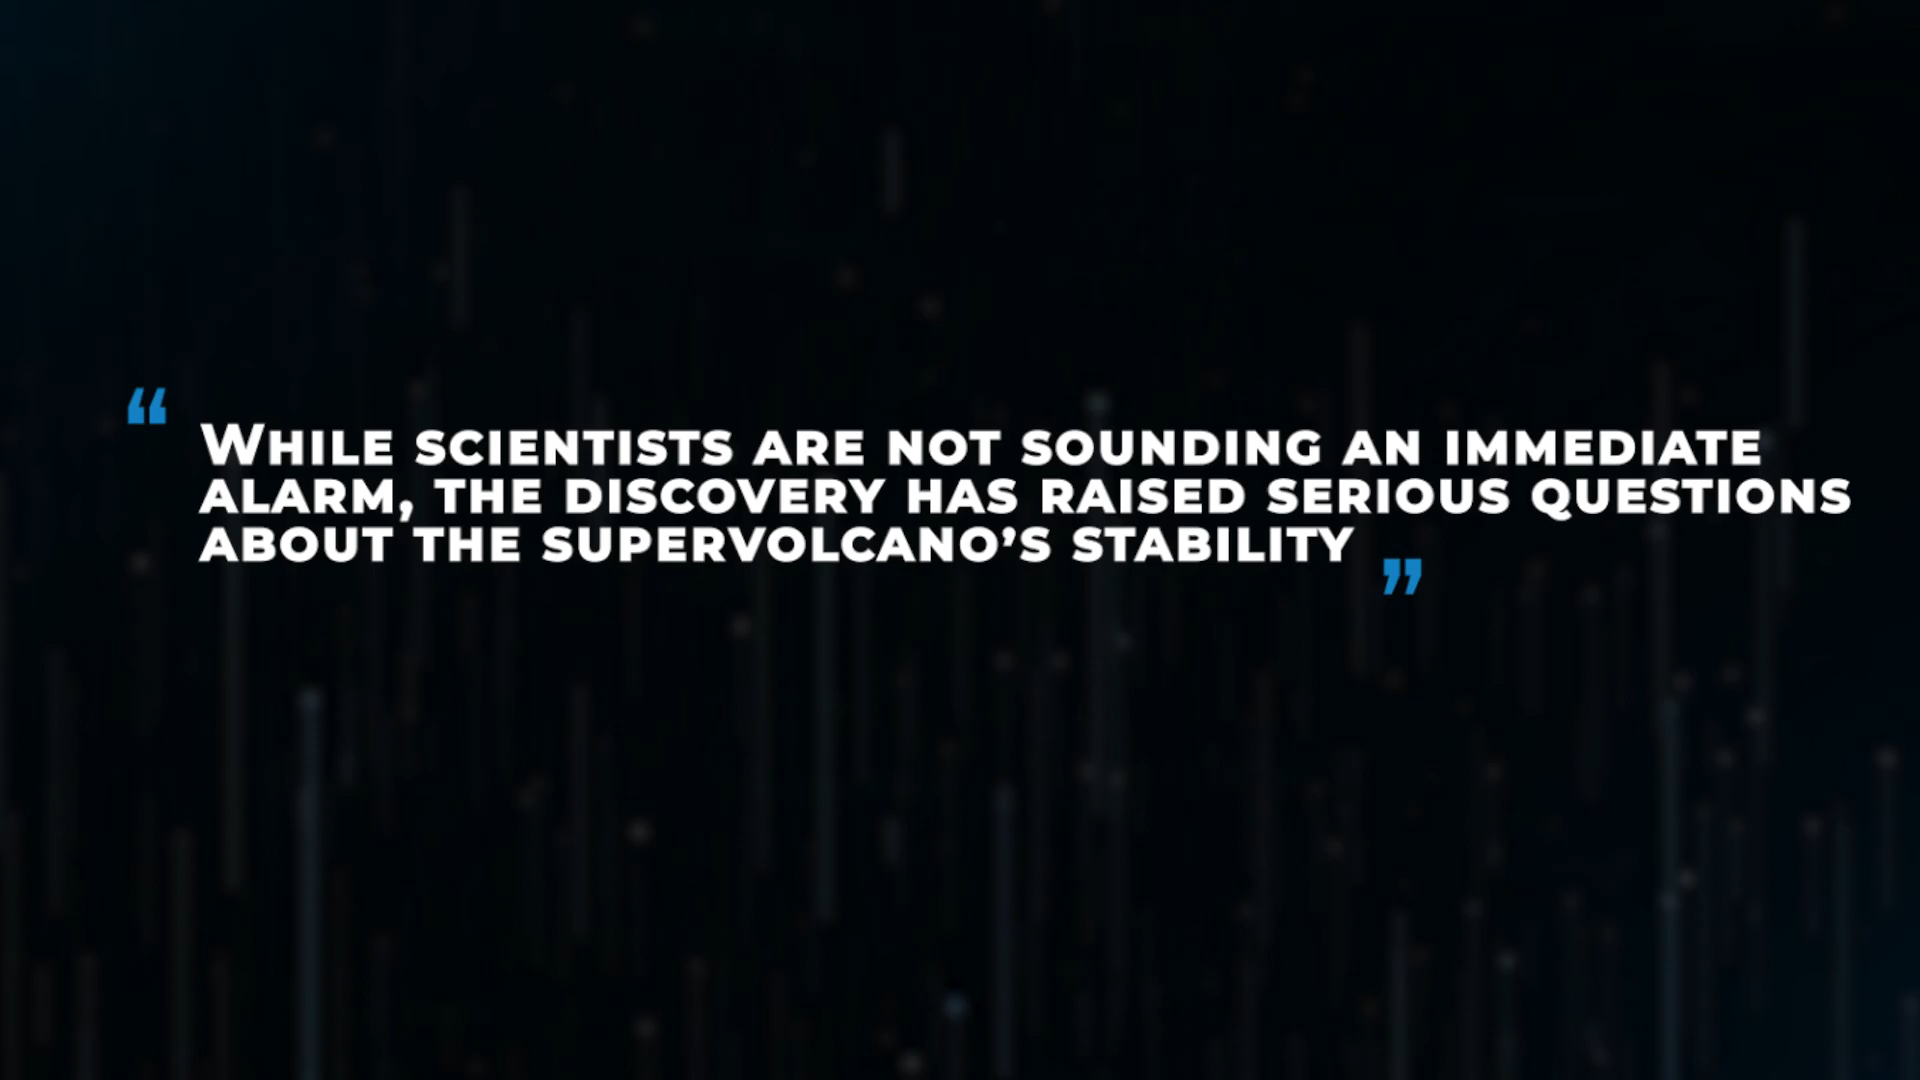 “ While scientists are not sounding an immediate
alarm, the discovery has raised serious questions
about the supervolcano’s stability ”